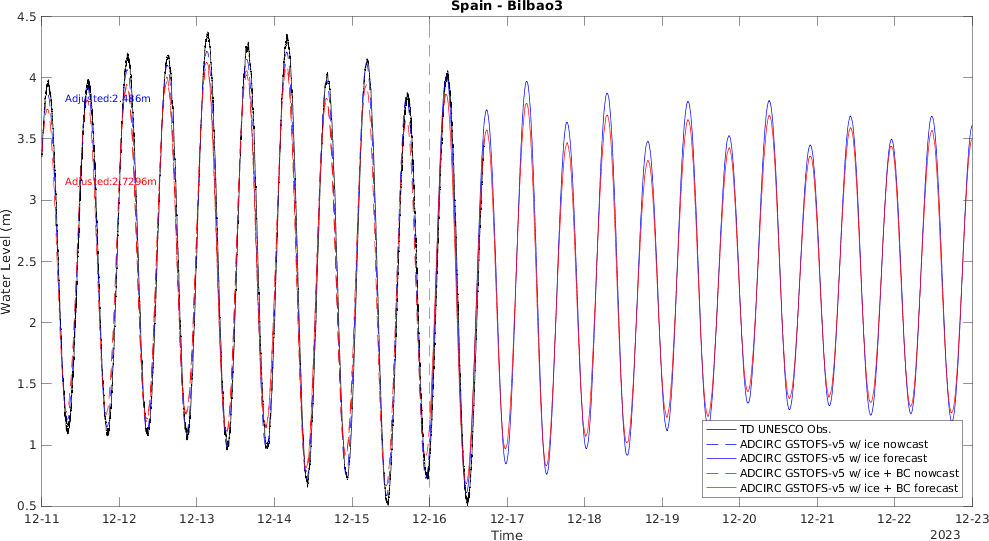 Spain - Bilbao3
4.5
4
3.5
3
2.5
2
1.5
1
0.5
Water Level (m)
Adjusted:2.486m
Adjusted:2.7296m
TD UNESCO Obs.
ADCIRC GSTOFS-v5 w/ ice nowcast
ADCIRC GSTOFS-v5 w/ ice forecast
ADCIRC GSTOFS-v5 w/ ice + BC nowcast
ADCIRC GSTOFS-v5 w/ ice + BC forecast
12-11 12-12 12-13 12-14 12-15 12-16 12-17 12-18 12-19 12-20 12-21 12-22 12-23
Time
2023